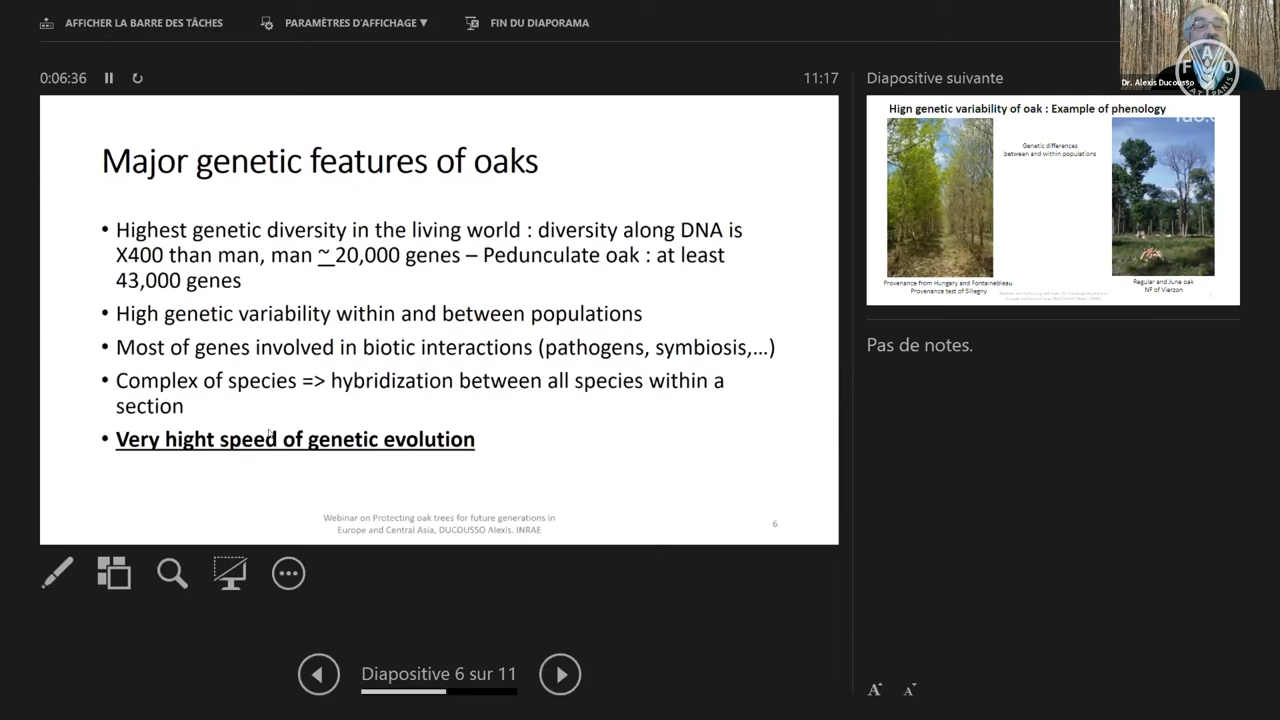 AFFICHER LA BARRE DES TÂCHES
PARAMÈTRES D'AFFICHAGE ▼
FIN DU DIAPORAMA
Dr. Alexis Ducousso
F A O
FIAT PANIS
0:06:36
11:17
Major genetic features of oaks
• Highest genetic diversity in the living world : diversity along DNA is
X400 than man, man ~ 20,000 genes – Pedunculate oak : at least
43,000 genes
• High genetic variability within and between populations
• Most of genes involved in biotic interactions (pathogens, symbiosis,...)
• Complex of species => hybridization between all species within a
section
• Very hight speed of genetic evolution
Webinar on Protecting oak trees for future generations in
Europe and Central Asia, DUCOUSSO Alexis. INRAE
6
Diapositive suivante
Hign genetic variability of oak : Example of phenology
Genetic differences
between and within populations
Provenance from Hungary and Fontainebleau
Provenance test of Sillegny
Regular and June oak
NF of Vierzon
Pas de notes.
Diapositive 6 sur 11
A A